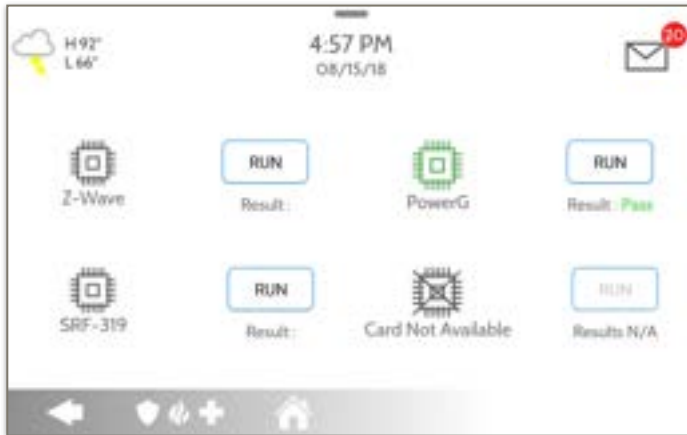 H 92°
L 66°
4:57 PM
08/15/18
20
RUN
RUN
Z-Wave
Result :
PowerG
Result : Pass
RUN
RUN
SRF-319
Result :
Card Not Available
Results N/A